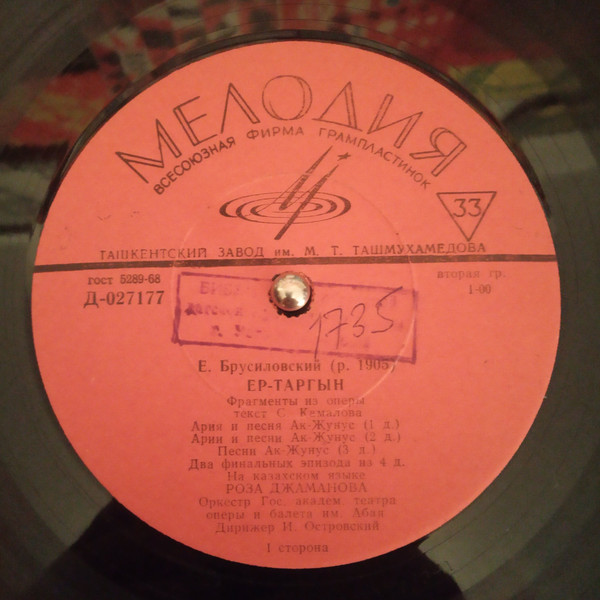 МЕЛОДИЯ
ВСЕСОЮЗНАЯ ФИРМА ГРАМПЛАСТИНОК
33
ТАШКЕНТСКИЙ ЗАВОД им. М. Т. ТАШМУХАМЕДОВА
ГОСТ 5289-68
вторая гр.
Д-027177
1-00
1735
Е. Брусиловский (р. 1905)
ЕР-ТАРГЫН
Фрагменты из оперы
текст С. Кемалова
Ария и песня Ак-Жунус (1 д.)
Арии и песни Ак-Жунус (2 д.)
Песни Ак-Жунус (3 д.)
Два финальных эпизода из 4 д.
На казахском языке
РОЗА ДЖАМАНОВА
Оркестр Гос. академ. театра
оперы и балета им. Абая
Дирижер И. Островский
1 сторона